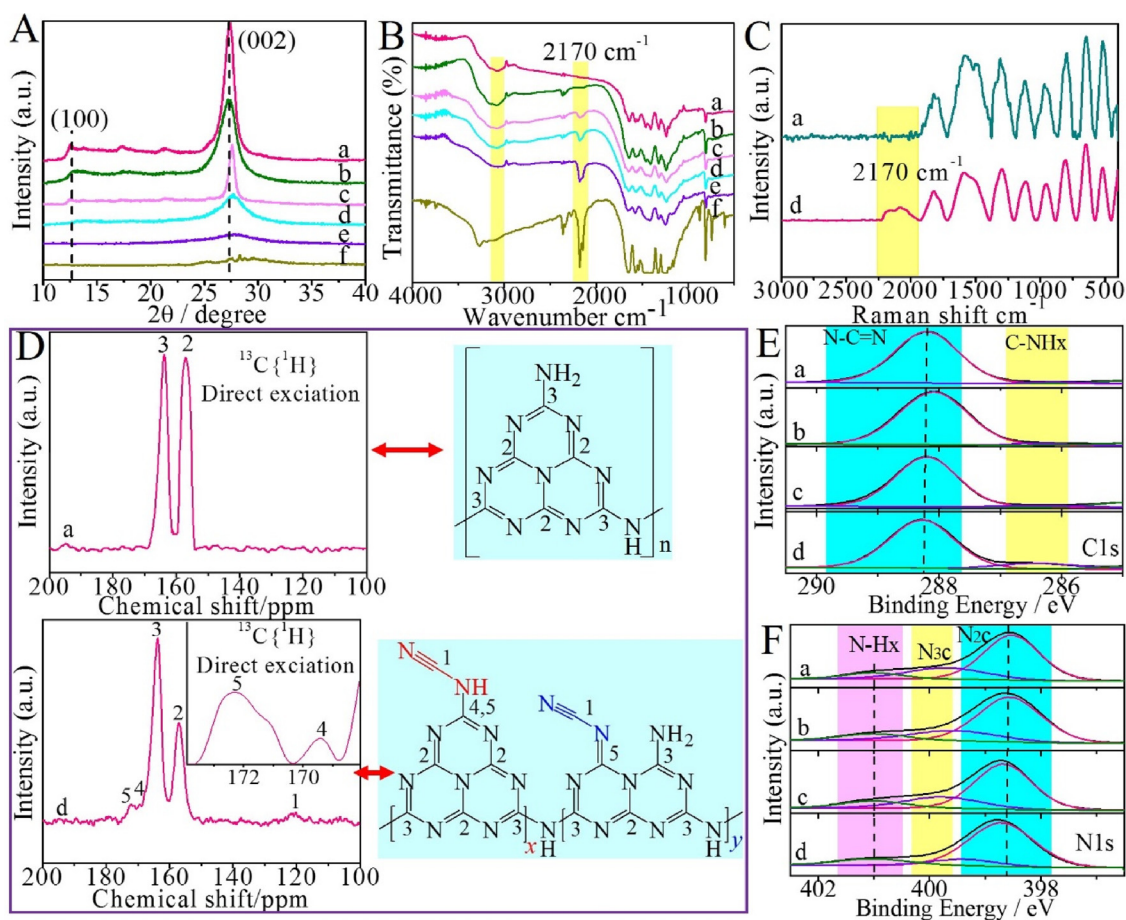 A
Intensity (a.u.)
(100)
(002)
a
b
c
d
e
f
10 15 20 25 30 35 40
2θ / degree
B
Transmittance (%)
2170 cm-1
a
b
c
d
e
f
4000 3000 2000 1000
Wavenumber cm-1
C
Intensity (a.u.)
a
2170 cm-1
d
3000 2500 2000 1500 1000 500
Raman shift cm-1
D
Intensity (a.u.)
3 2
13C{1H}
Direct exciation
a
200 180 160 140 120 100
Chemical shift/ppm
NH2
3
N N
2 2
N N N
3 N 2 N 3 N
H
n
Intensity (a.u.)
3
2
13C{1H}
Direct exciation
5
4
172 170
5 4
d
1
200 180 160 140 120 100
Chemical shift/ppm
N
1
NH
4,5
N N
2 2
N N N
3 N 2 N 3 x N
H
N
1
N NH2
5 3
N N N
3 N 2 N 3 N y
H
E
N-C=N
C-NHx
a
b
c
d
C1s
Intensity (a.u.)
290 288 286
Binding Energy / eV
F
N-Hx
N3c
N2c
a
b
c
d
N1s
Intensity (a.u.)
402 400 398
Binding Energy / eV